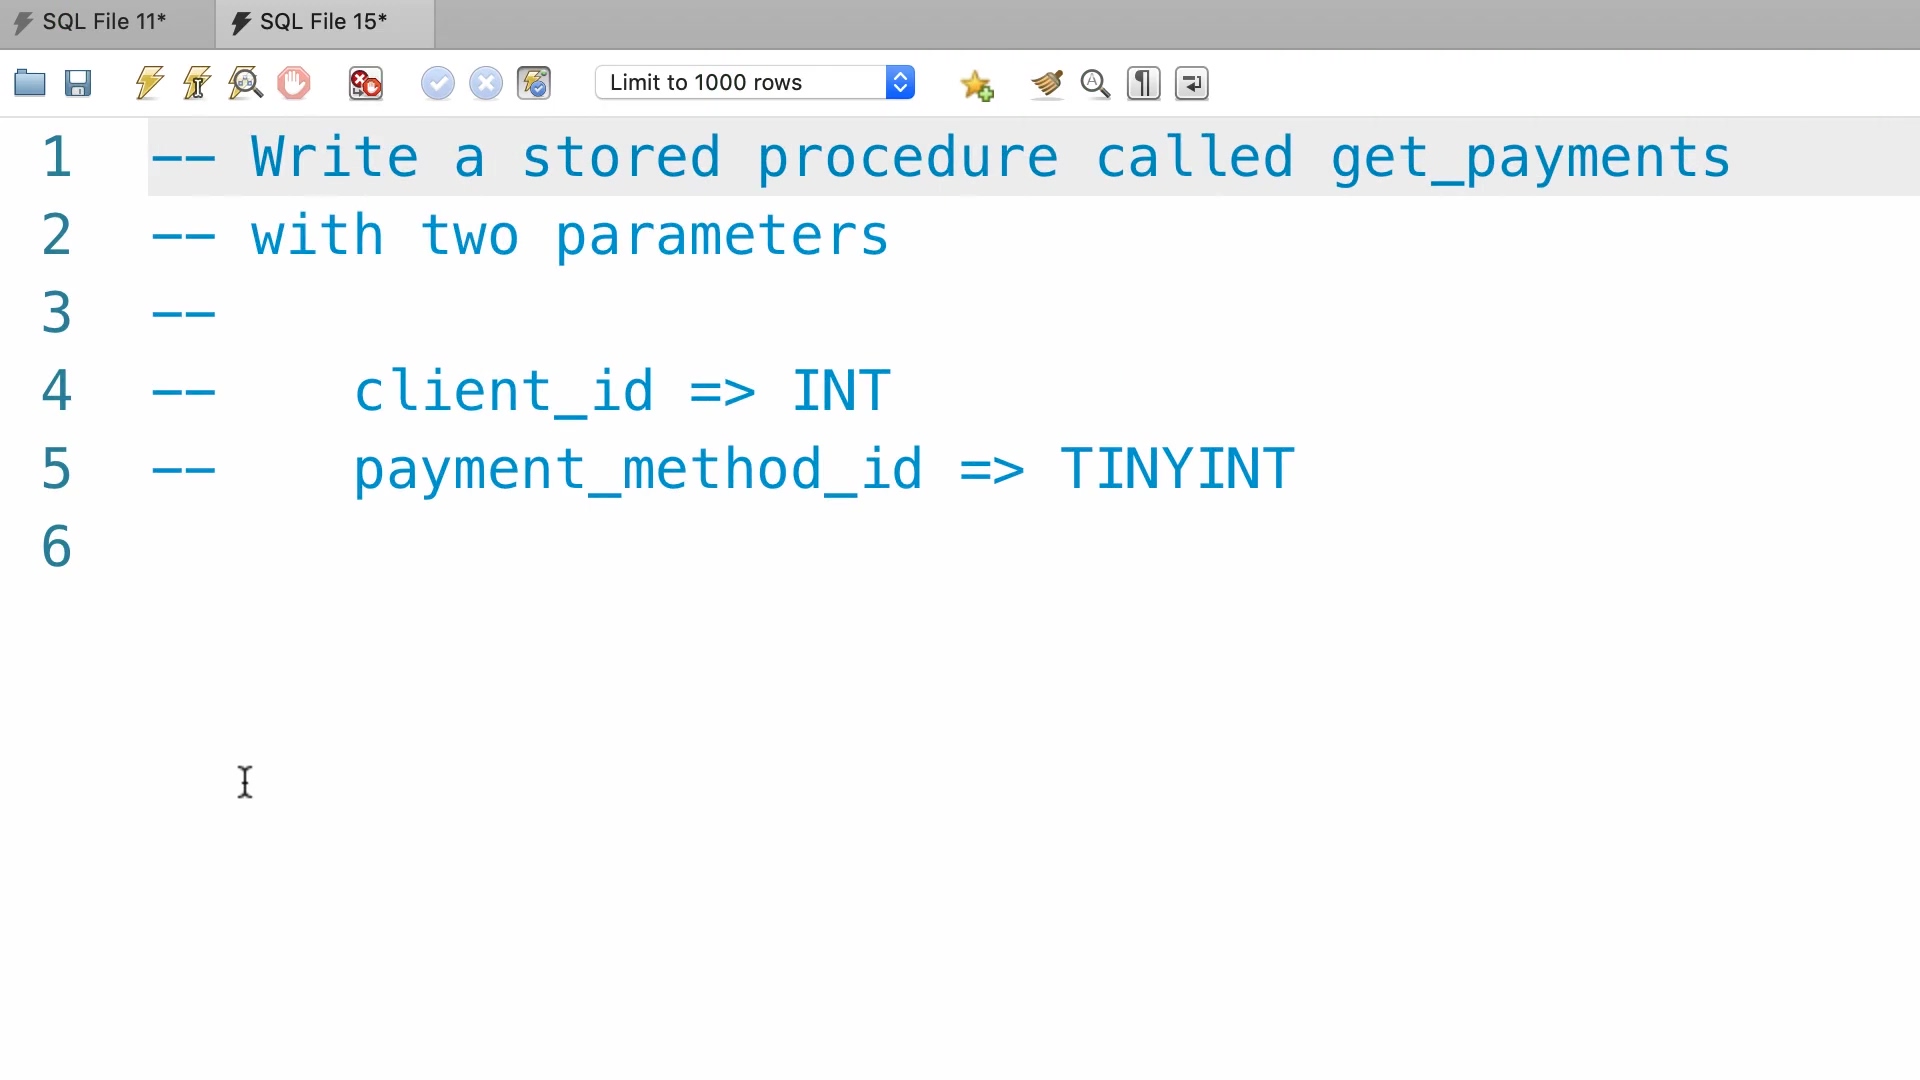 SQL File 11*
SQL File 15*
Limit to 1000 rows
1 -- Write a stored procedure called get_payments
2 -- with two parameters
3 --
4 --    client_id => INT
5 --    payment_method_id => TINYINT
6